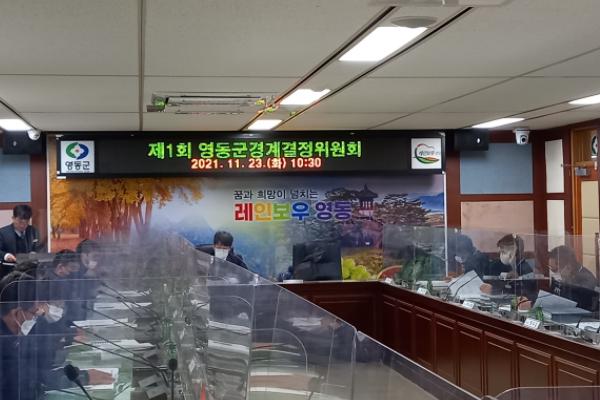 영동군
제1회 영동군경계결정위원회
2021. 11. 23.(화) 10:30
꿈과 희망이 넘치는
레인보우 영동